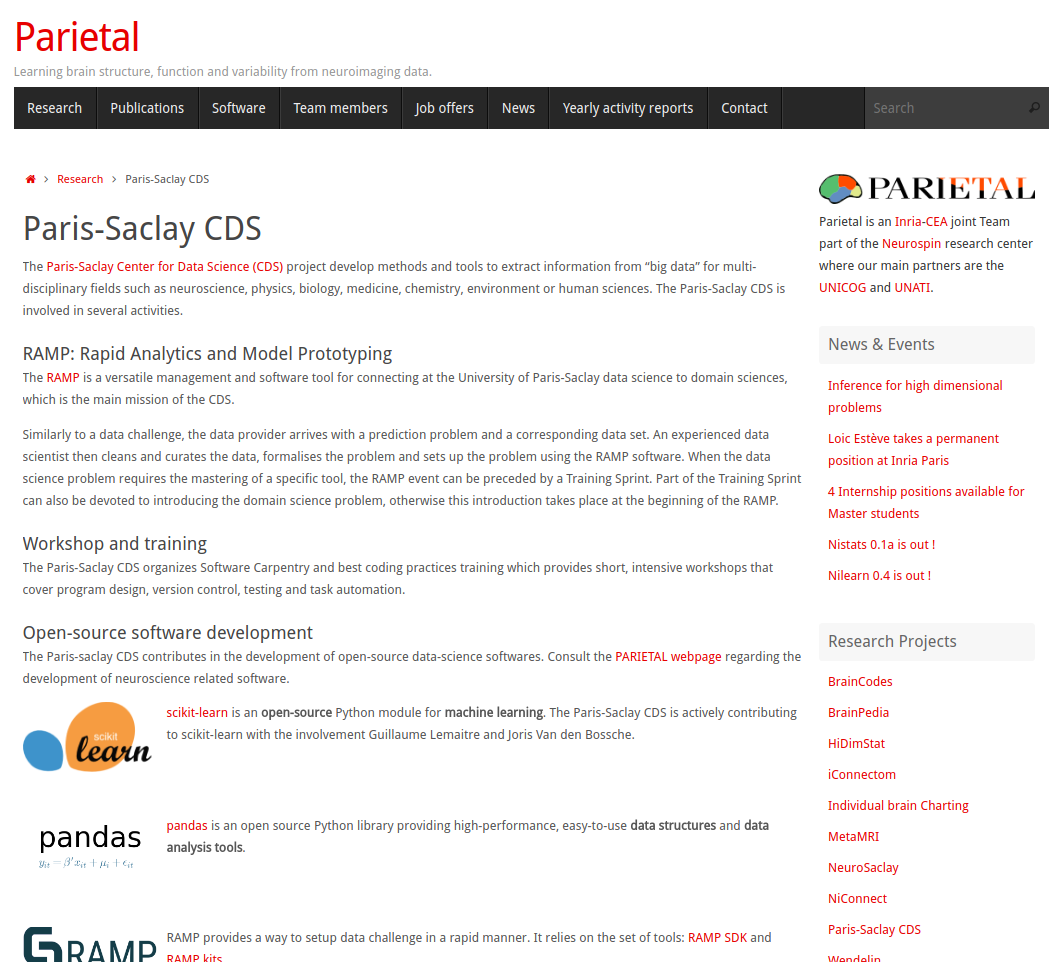 Parietal
Learning brain structure, function and variability from neuroimaging data.
Research Publications Software Team members Job offers News Yearly activity reports Contact Search
Research > Paris-Saclay CDS
Paris-Saclay CDS
The Paris-Saclay Center for Data Science (CDS) project develop methods and tools to extract information from “big data” for multi-
disciplinary fields such as neuroscience, physics, biology, medicine, chemistry, environment or human sciences. The Paris-Saclay CDS is
involved in several activities.
RAMP: Rapid Analytics and Model Prototyping
The RAMP is a versatile management and software tool for connecting at the University of Paris-Saclay data science to domain sciences,
which is the main mission of the CDS.
Similarly to a data challenge, the data provider arrives with a prediction problem and a corresponding data set. An experienced data
scientist then cleans and curates the data, formalises the problem and sets up the problem using the RAMP software. When the data
science problem requires the mastering of a specific tool, the RAMP event can be preceded by a Training Sprint. Part of the Training Sprint
can also be devoted to introducing the domain science problem, otherwise this introduction takes place at the beginning of the RAMP.
Workshop and training
The Paris-Saclay CDS organizes Software Carpentry and best coding practices training which provides short, intensive workshops that
cover program design, version control, testing and task automation.
Open-source software development
The Paris-saclay CDS contributes in the development of open-source data-science softwares. Consult the PARIETAL webpage regarding the
development of neuroscience related software.
scikit
learn
scikit-learn is an open-source Python module for machine learning. The Paris-Saclay CDS is actively contributing
to scikit-learn with the involvement Guillaume Lemaitre and Joris Van den Bossche.
pandas
y_it = β'x_it + μ_i + ε_it
pandas is an open source Python library providing high-performance, easy-to-use data structures and data
analysis tools.
RAMP
RAMP provides a way to setup data challenge in a rapid manner. It relies on the set of tools: RAMP SDK and
RAMP kits
PARIETAL
Parietal is an Inria-CEA joint Team
part of the Neurospin research center
where our main partners are the
UNICOG and UNATI.
News & Events
Inference for high dimensional
problems
Loic Estève takes a permanent
position at Inria Paris
4 Internship positions available for
Master students
Nistats 0.1a is out !
Nilearn 0.4 is out !
Research Projects
BrainCodes
BrainPedia
HiDimStat
iConnectom
Individual brain Charting
MetaMRI
NeuroSaclay
NiConnect
Paris-Saclay CDS
Wendelin